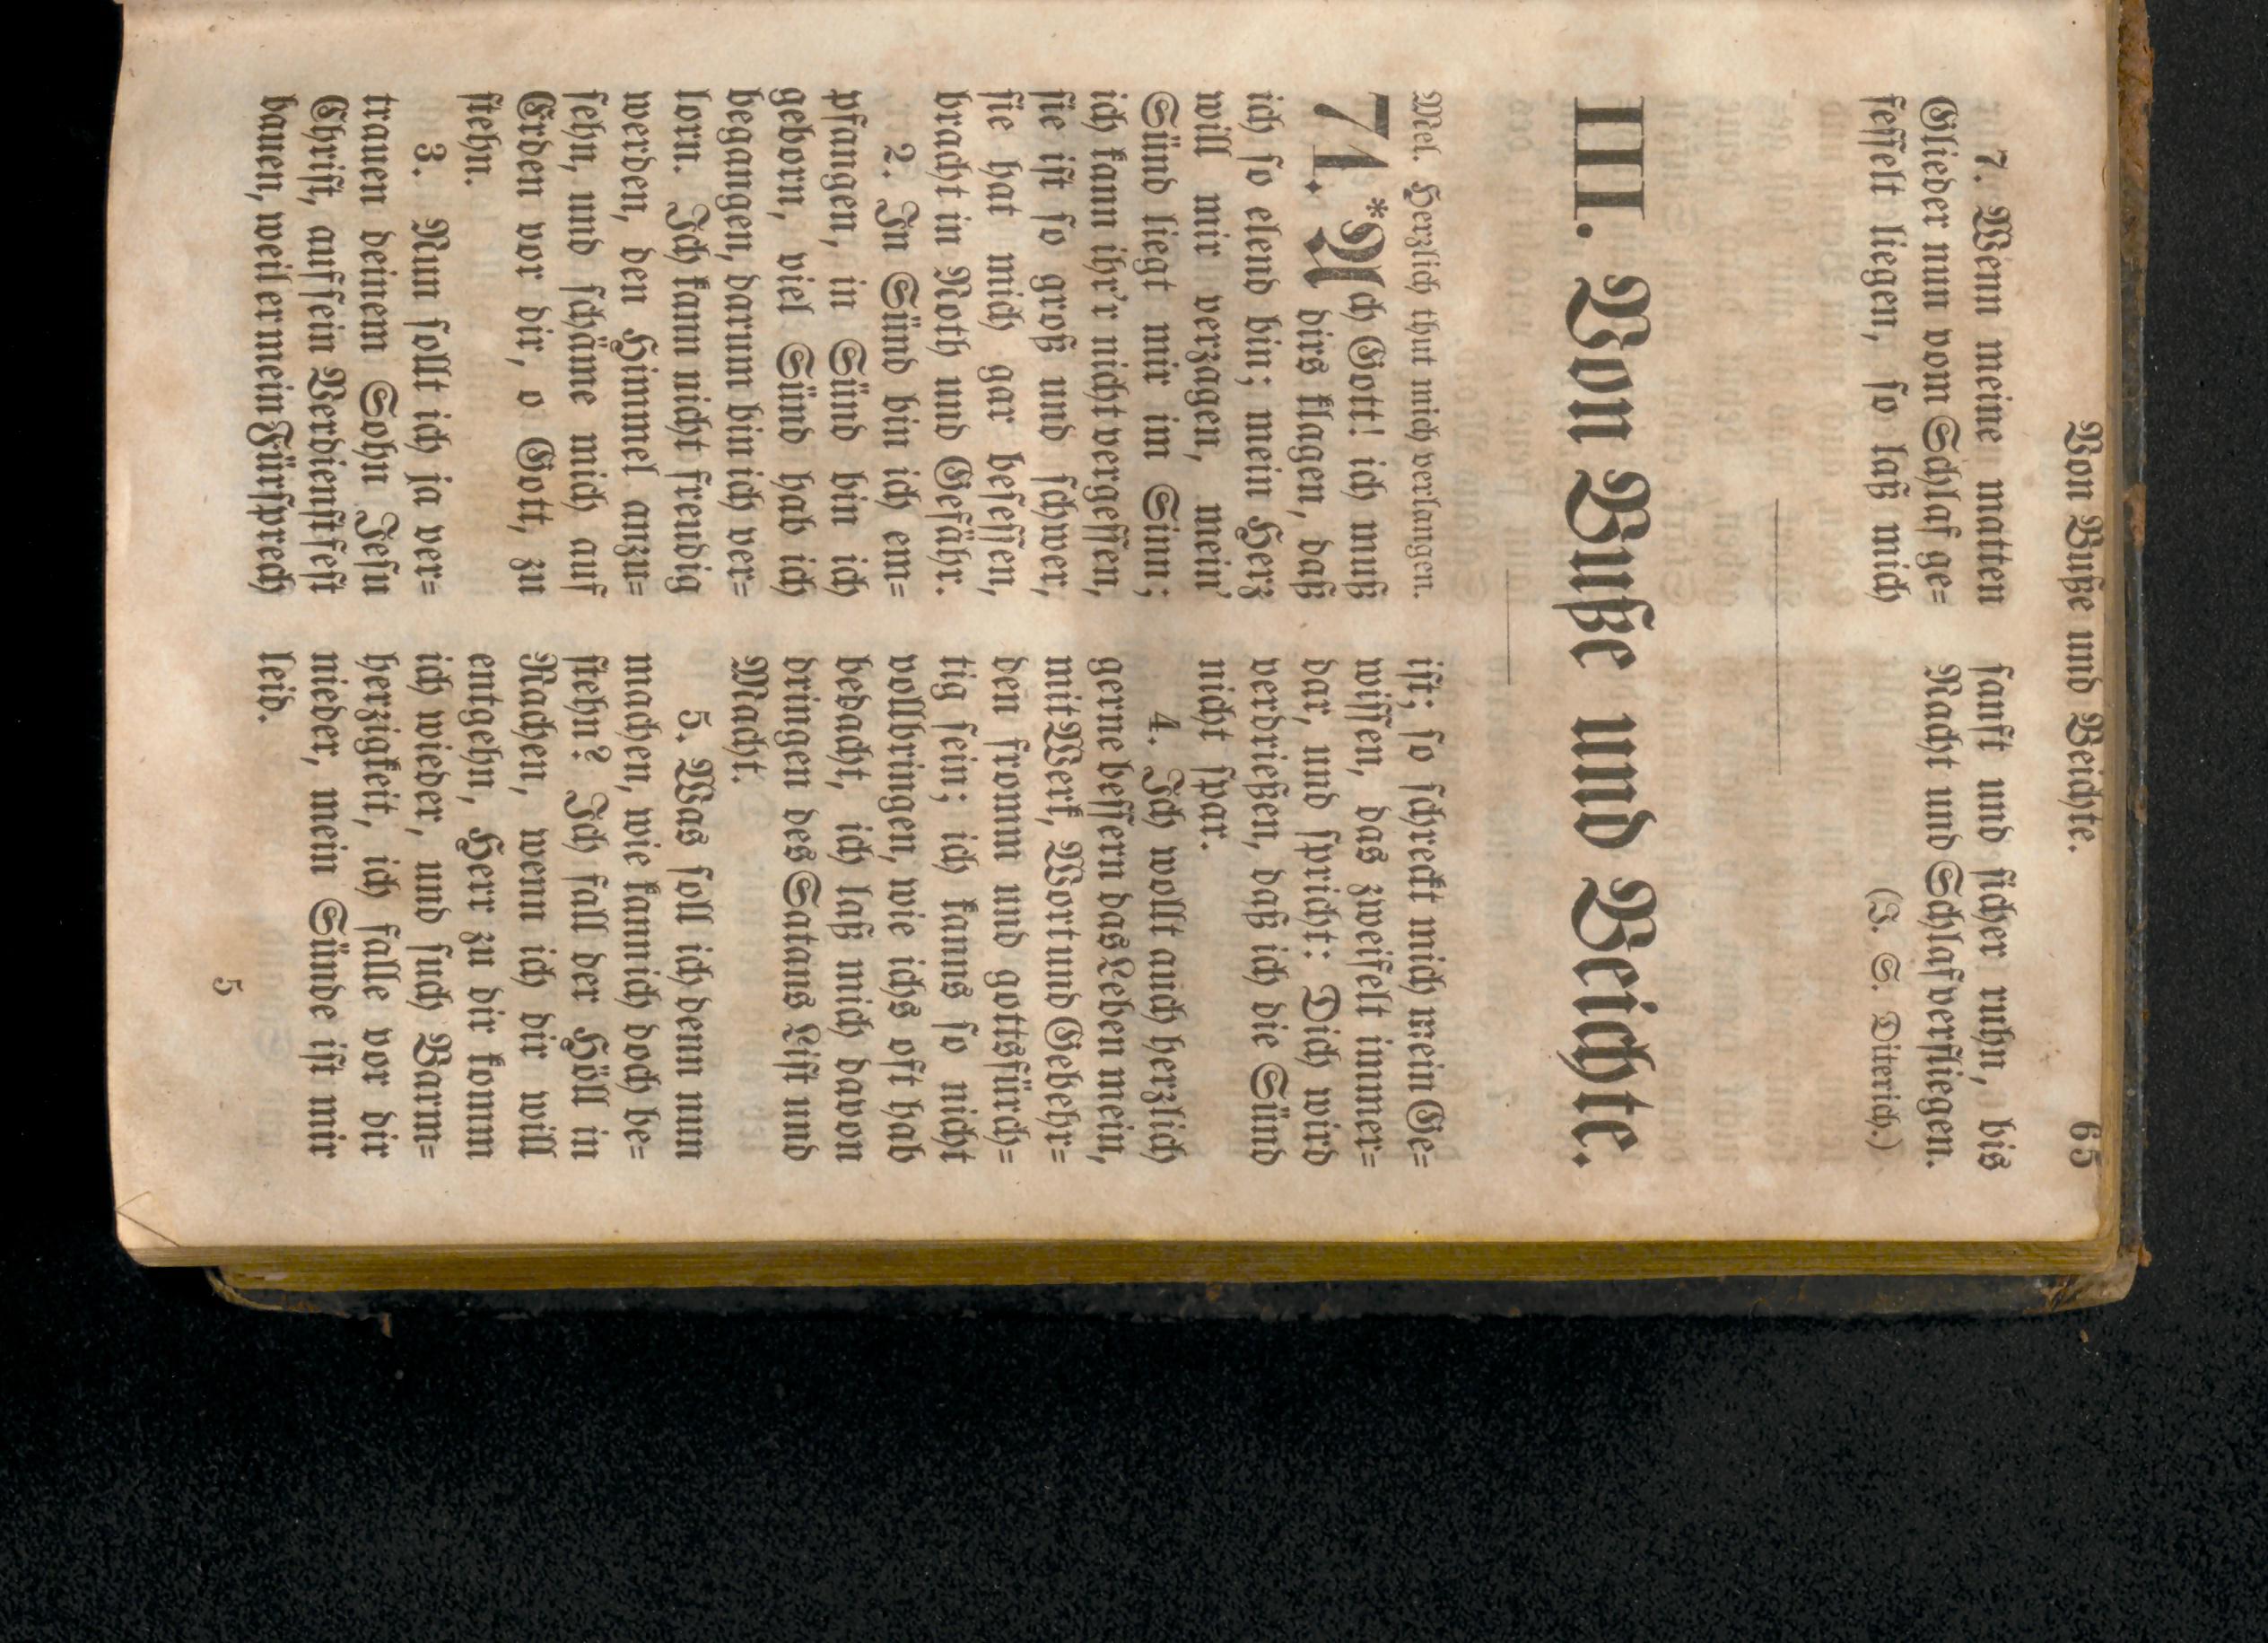 Von Buße und Beichte. 65
7. Wenn meine matten
Glieder nun vom Schlaf ge=
fesselt liegen, so laß mich
sanft und sicher ruhn, bis
Nacht und Schlaf verfliegen.
(J. S. Diterich.)
III. Von Buße und Beichte.
Mel. Herzlich thut mich verlangen.
71. *Ach Gott! ich muß
dirs klagen, daß
ich so elend bin; mein Herz
will mir verzagen, mein'
Sünd liegt mir im Sinn;
ich kann ihr'r nicht vergessen,
sie ist so groß und schwer,
sie hat mich gar besessen,
bracht in Noth und Gefähr.
2. In Sünd bin ich em=
pfangen, in Sünd bin ich
geborn, viel Sünd hab ich
begangen, darum bin ich ver=
lorn. Ich kann nicht freudig
werden, den Himmel anzu=
sehn, und schäme mich auf
Erden vor dir, o Gott, zu
stehn.
3. Nun sollt ich ja ver=
trauen deinem Sohn Jesu
Christ, auf sein Verdienst fest
bauen, weil er mein Fürsprech
ist; so schreckt mich mein Ge=
wissen, das zweifelt immer=
dar, und spricht: Dich wird
verdrießen, daß ich die Sünd
nicht spar.
4. Ich wollt auch herzlich
gerne bessern das Leben mein,
mit Werk, Wort und Gebehr=
den fromm und gottsfürch=
tig sein; ich kanns so nicht
vollbringen, wie ichs oft hab
bedacht, ich laß mich davon
dringen des Satans List und
Macht.
5. Was soll ich denn nun
machen, wie kann ich doch be=
stehn? Ich fall der Höll in
Rachen, wenn ich dir will
entgehn, Herr zu dir komm
ich wieder, und such Barm=
herzigkeit, ich falle vor dir
nieder, mein Sünde ist mir
leid.
5